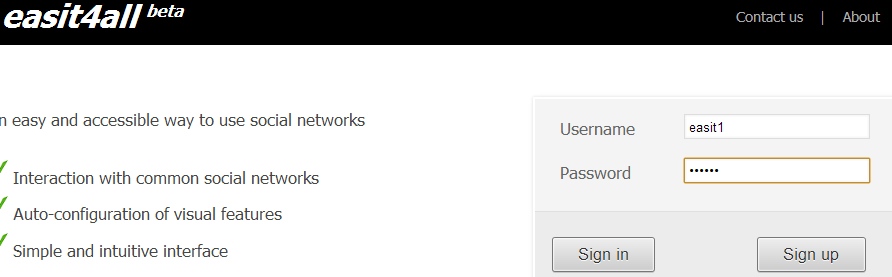 easit4all beta
Contact us | About
n easy and accessible way to use social networks
Interaction with common social networks
Auto-configuration of visual features
Simple and intuitive interface
Username easit1
Password ••••••
Sign in Sign up